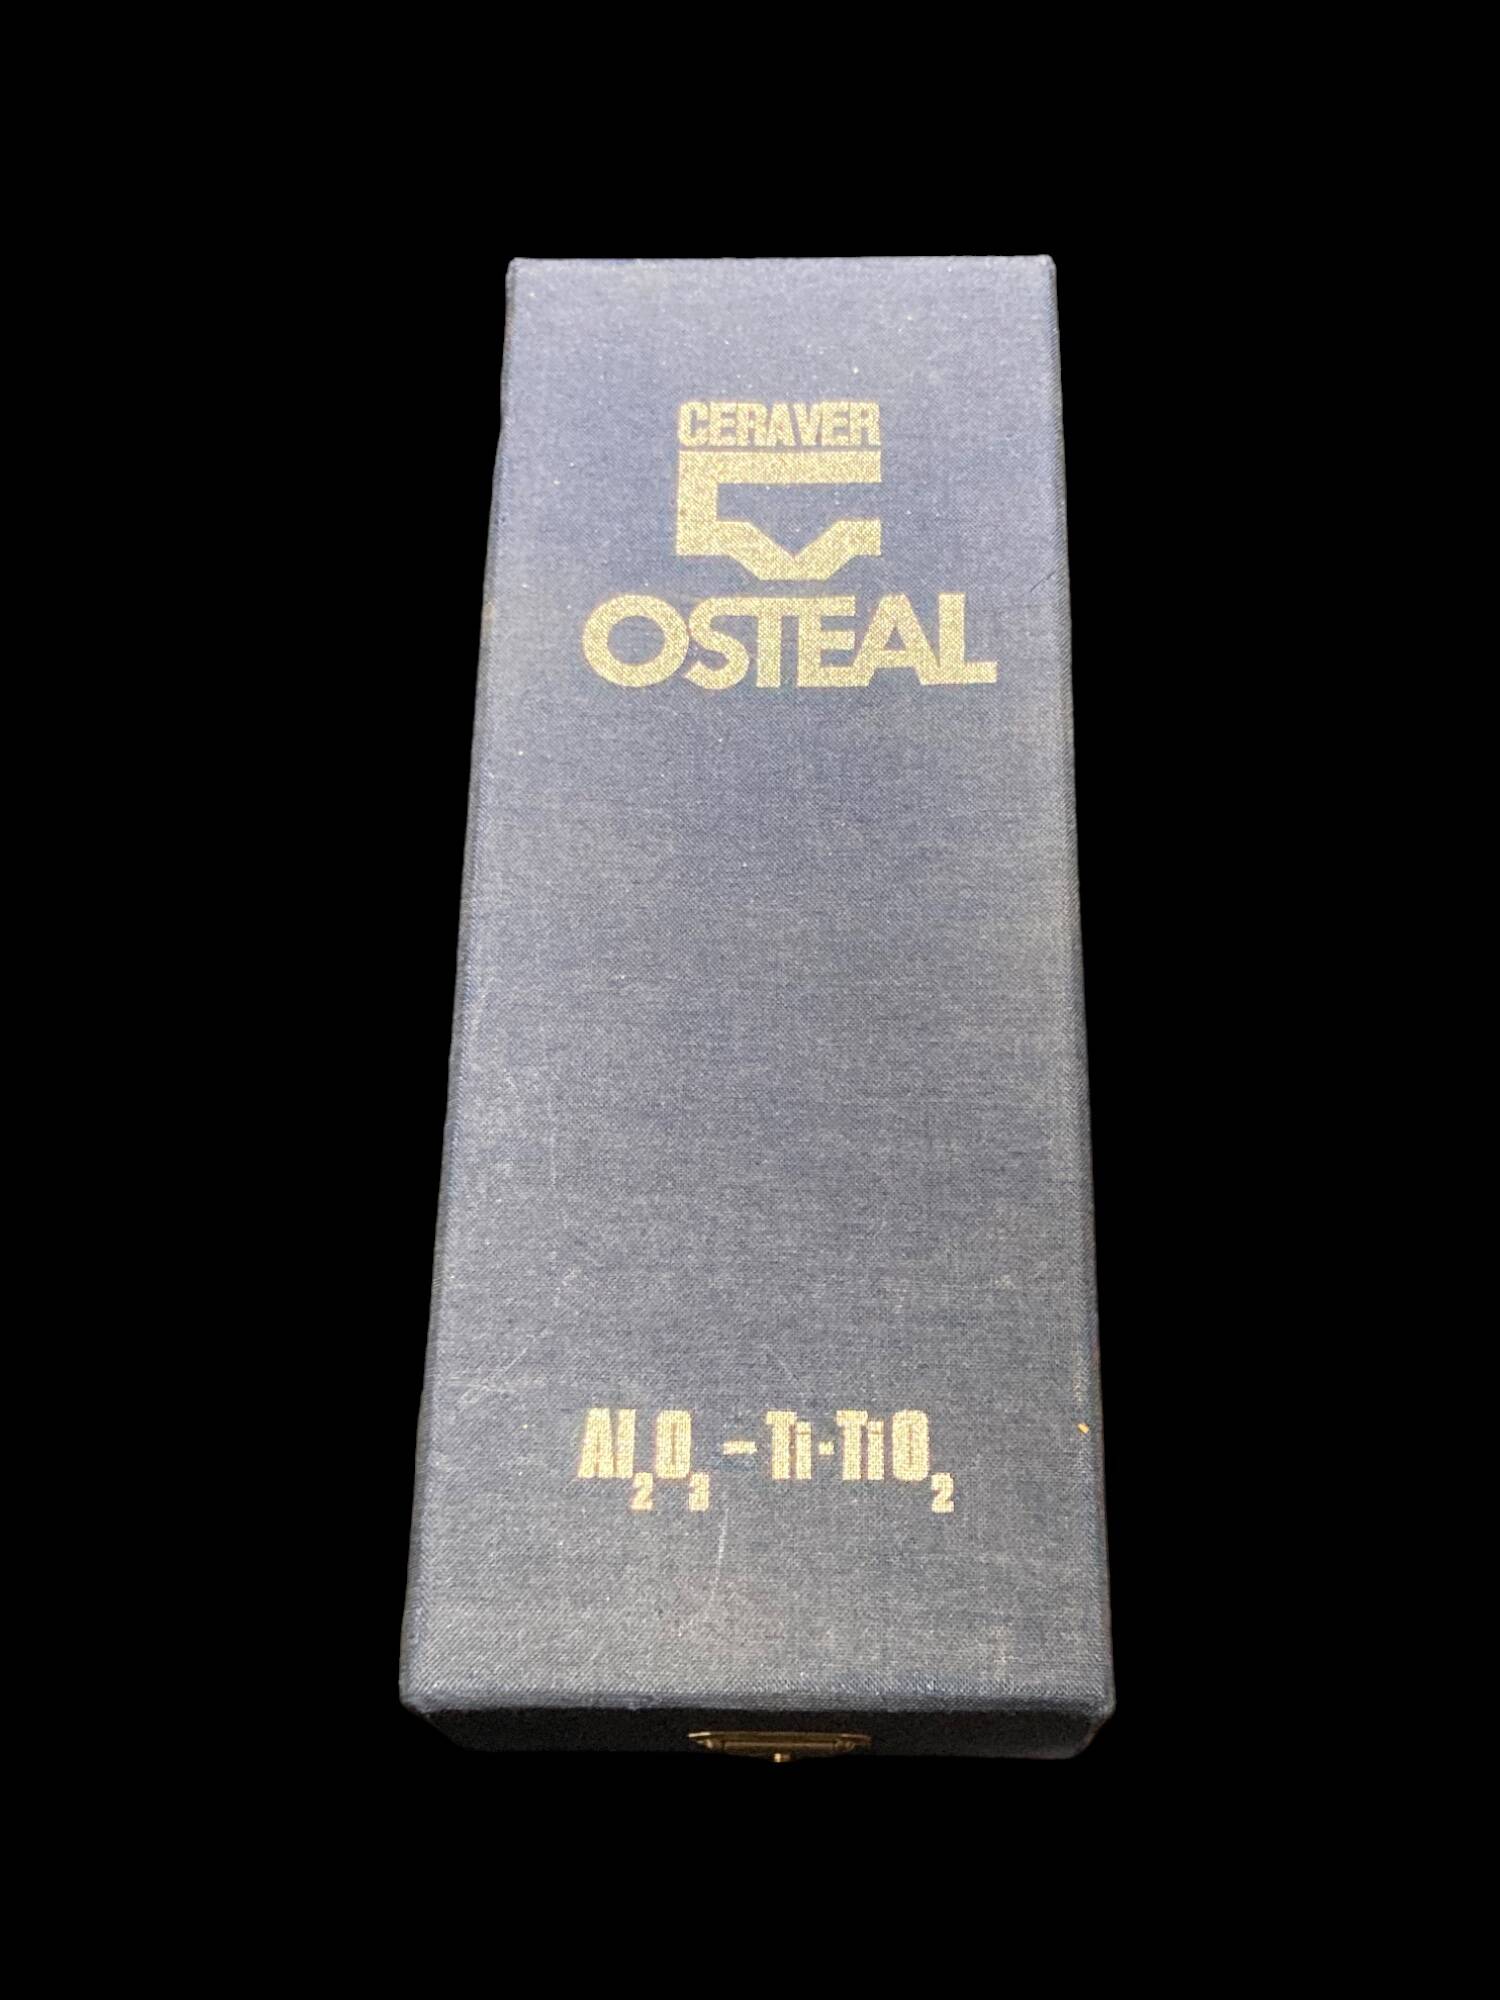 CERAVER
OSTEAL
Al₂O₃ – Ti·TiO₂